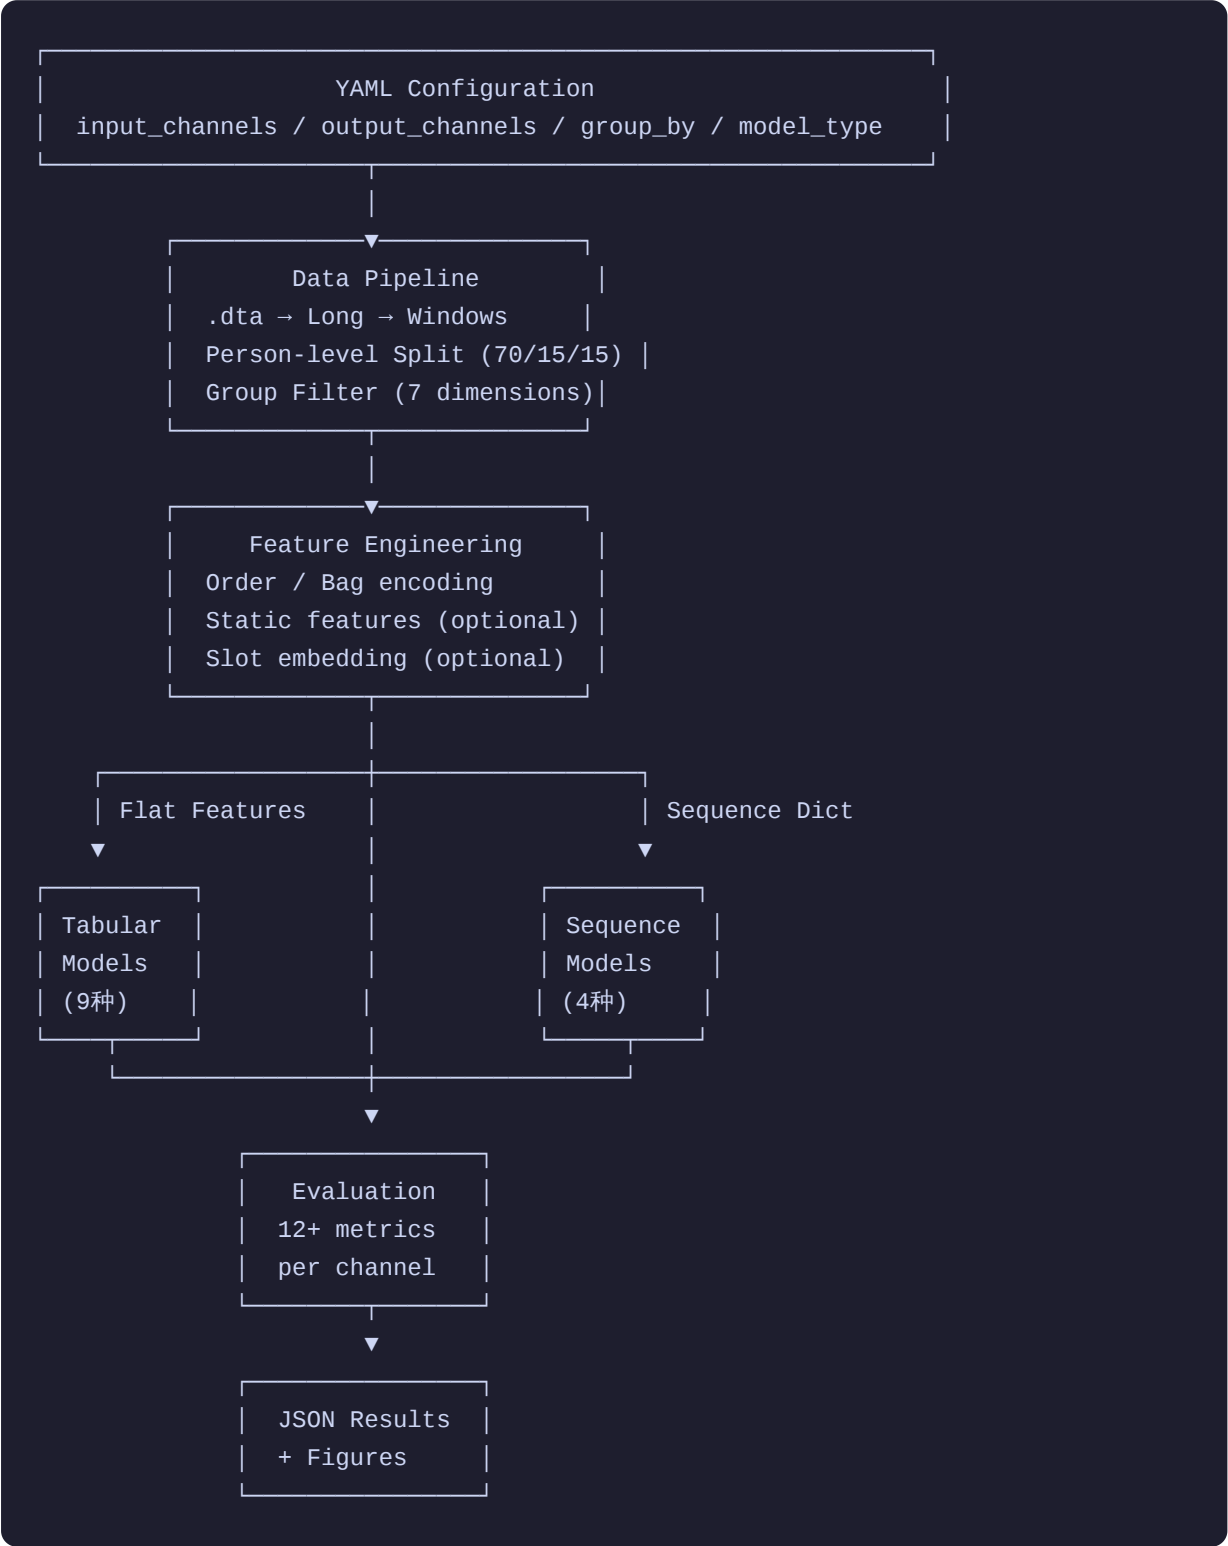 YAML Configuration
input_channels / output_channels / group_by / model_type
Data Pipeline
.dta → Long → Windows
Person-level Split (70/15/15)
Group Filter (7 dimensions)
Feature Engineering
Order / Bag encoding
Static features (optional)
Slot embedding (optional)
Flat Features
Sequence Dict
Tabular
Models
(9种)
Sequence
Models
(4种)
Evaluation
12+ metrics
per channel
JSON Results
+ Figures